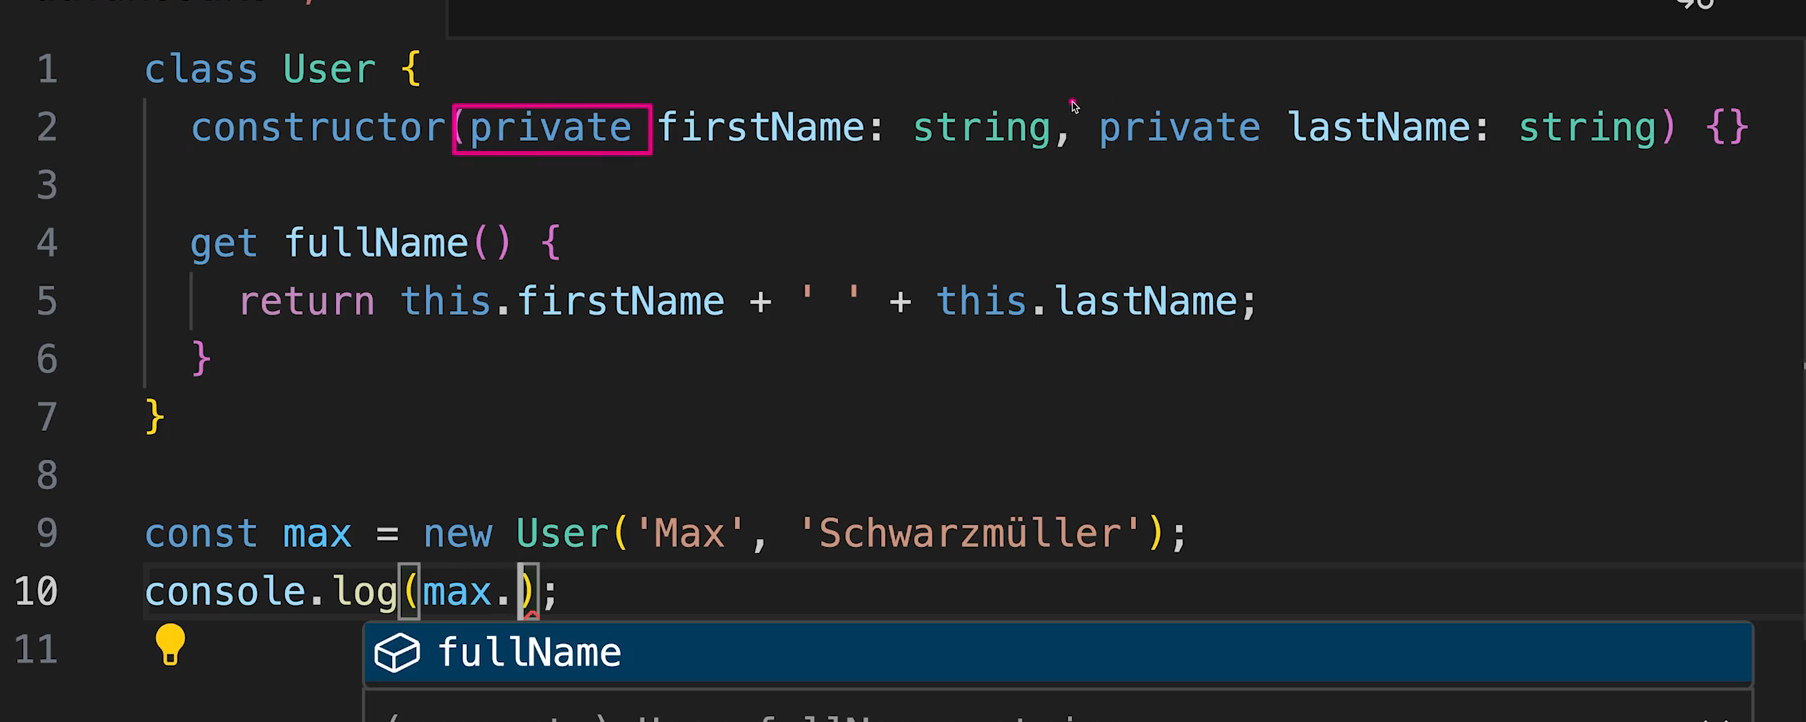 1 class User {
2 constructor(private firstName: string, private lastName: string) {}
3
4 get fullName() {
5 return this.firstName + ' ' + this.lastName;
6 }
7 }
8
9 const max = new User('Max', 'Schwarzmüller');
10 console.log(max.);
11
fullName